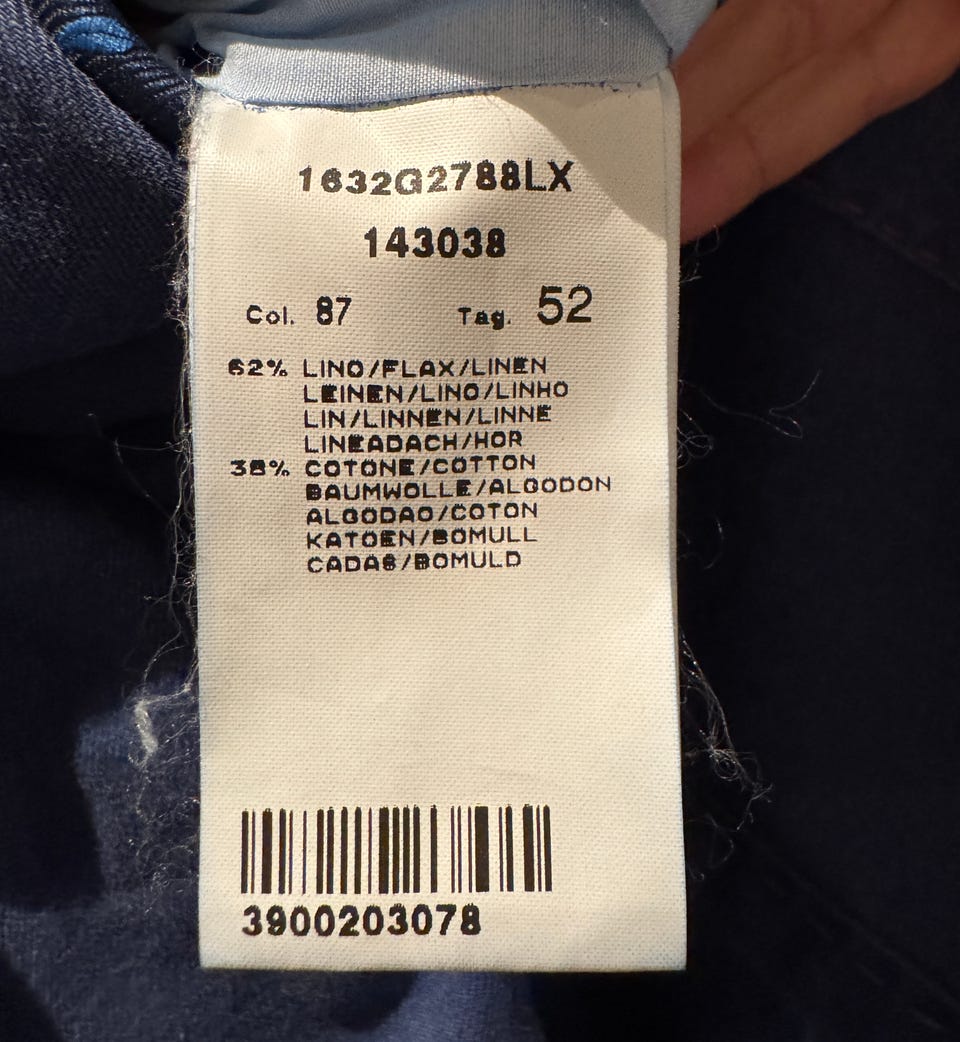 1632G2788LX
143038
Col. 87 Tag. 52
62% LINO/FLAX/LINEN
LEINEN/LINO/LINHO
LIN/LINNEN/LINNE
LINEADACH/HOR
38% COTONE/COTTON
BAUMWOLLE/ALGODON
ALGODAO/COTON
KATOEN/BOMULL
CADAS/BOMULD
3900203078